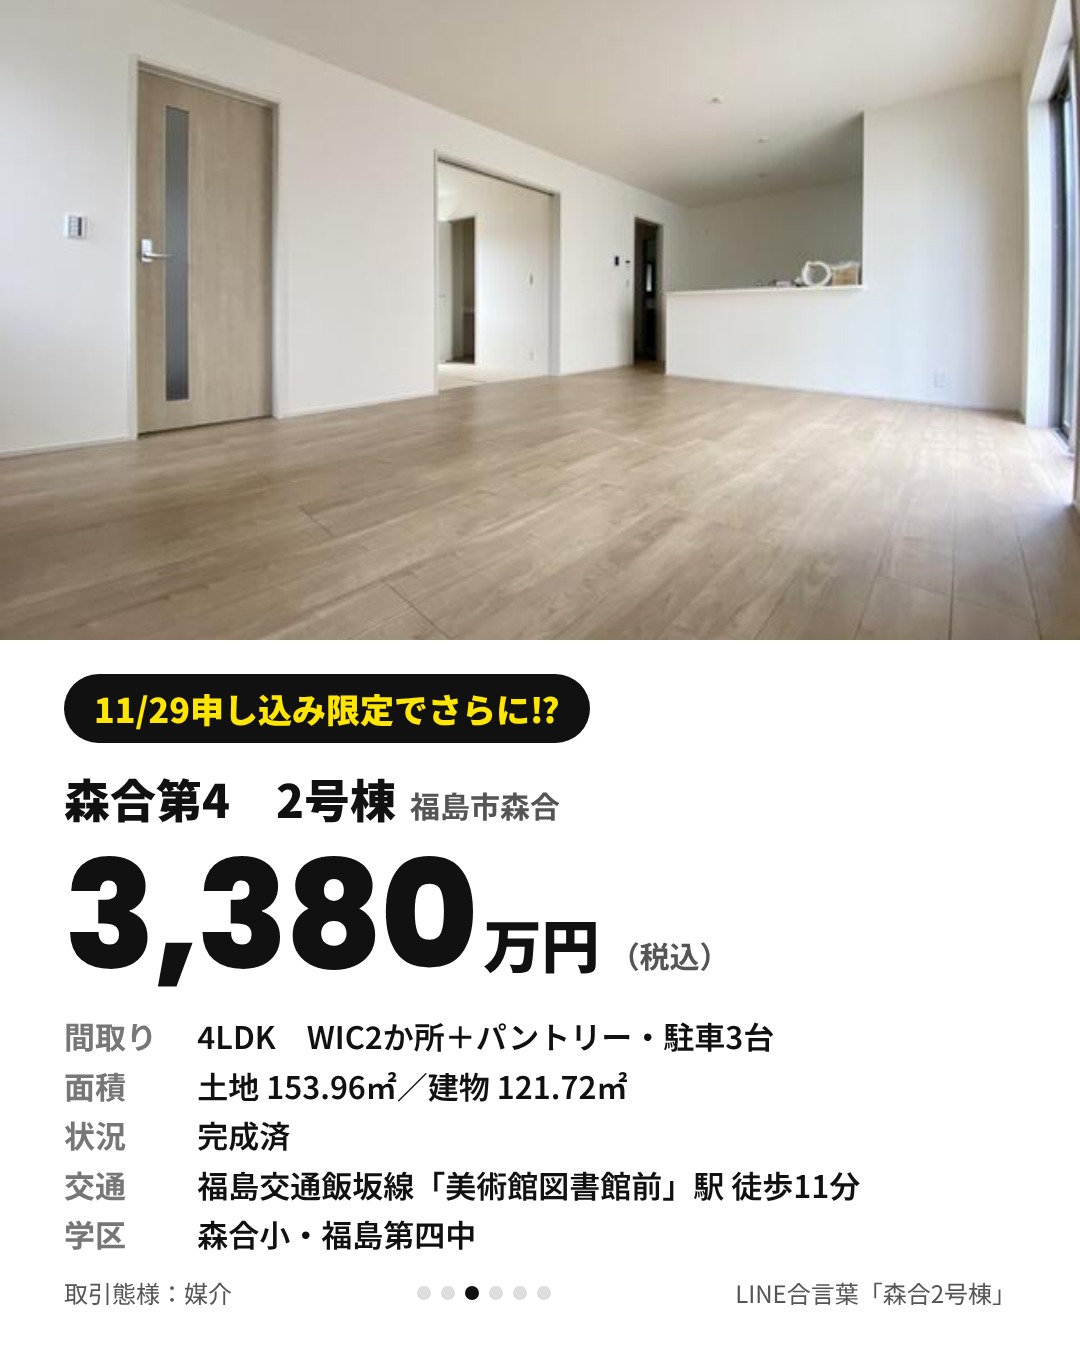 11/29申し込み限定でさらに!?
森合第4　2号棟 福島市森合
3,380万円（税込）
間取り 4LDK　WIC2か所＋パントリー・駐車3台
面積 土地 153.96㎡／建物 121.72㎡
状況 完成済
交通 福島交通飯坂線「美術館図書館前」駅 徒歩11分
学区 森合小・福島第四中
取引態様：媒介 LINE合言葉「森合2号棟」